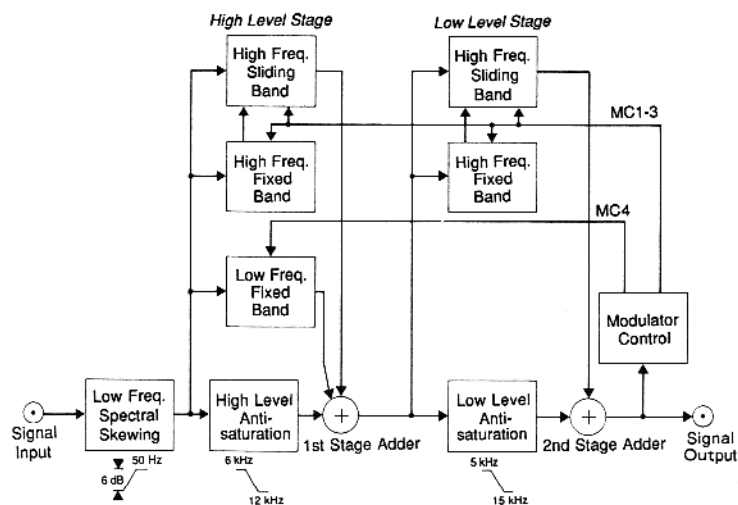 High Level Stage
Low Level Stage
High Freq.
Sliding
Band
High Freq.
Sliding
Band
MC1-3
High Freq.
Fixed
Band
High Freq.
Fixed
Band
MC4
Low Freq.
Fixed
Band
Modulator
Control
Low Freq.
Spectral
Skewing
High Level
Anti-
saturation
+
Low Level
Anti-
saturation
+
Signal
Input
1st Stage Adder
2nd Stage Adder
Signal
Output
50 Hz
6 dB
6 kHz
12 kHz
5 kHz
15 kHz